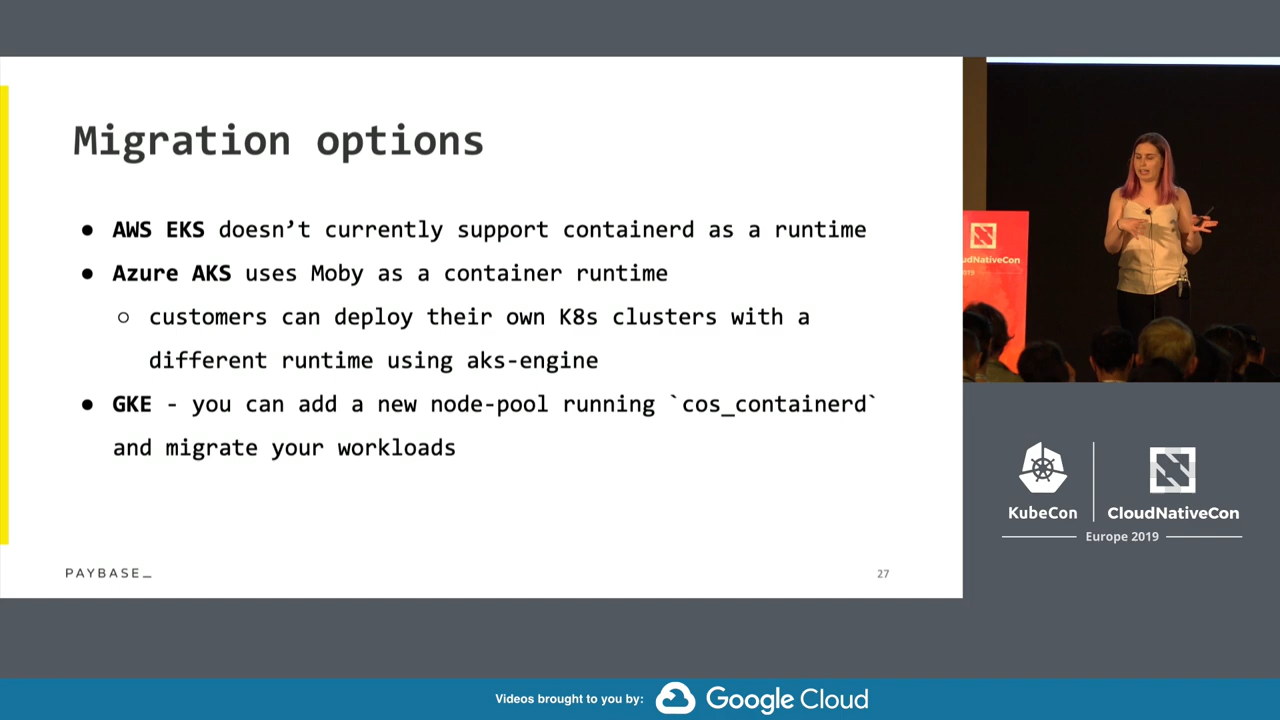 Migration options
● AWS EKS doesn’t currently support containerd as a runtime
● Azure AKS uses Moby as a container runtime
○ customers can deploy their own K8s clusters with a
different runtime using aks-engine
● GKE - you can add a new node-pool running `cos_containerd`
and migrate your workloads
PAYBASE_
27
udNativeCon
2019
KubeCon
CloudNativeCon
Europe 2019
Videos brought to you by:
Google Cloud